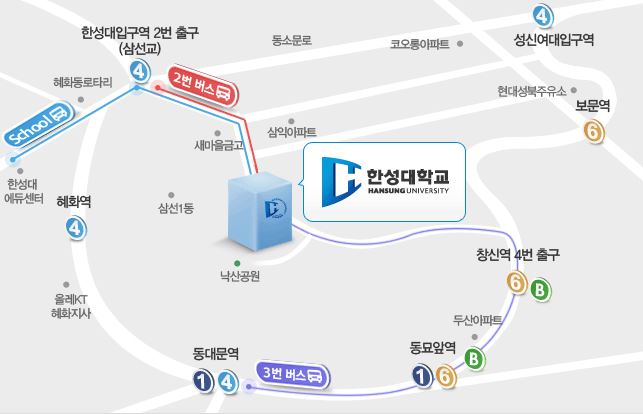 한성대입구역 2번 출구
(삼선교)
4
동소문로
코오롱아파트
4
성신여대입구역
혜화동로타리
2번 버스
현대성북주유소
보문역
6
School
새마을금고
삼익아파트
한성대학교
HANSUNG UNIVERSITY
한성대
에듀센터
혜화역
4
삼선1동
낙산공원
창신역 4번 출구
6
B
올레KT
혜화지사
두산아파트
동대문역
1 4
3번 버스
동묘앞역
1 6
B